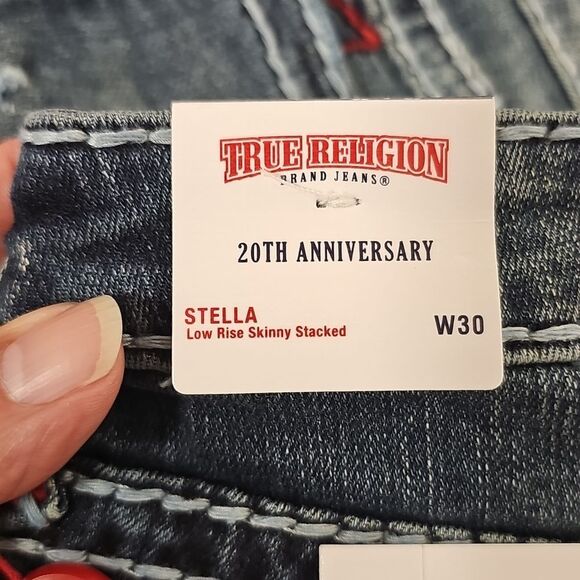 TRUE RELIGION
BRAND JEANS®
20TH ANNIVERSARY
STELLA
Low Rise Skinny Stacked
W30